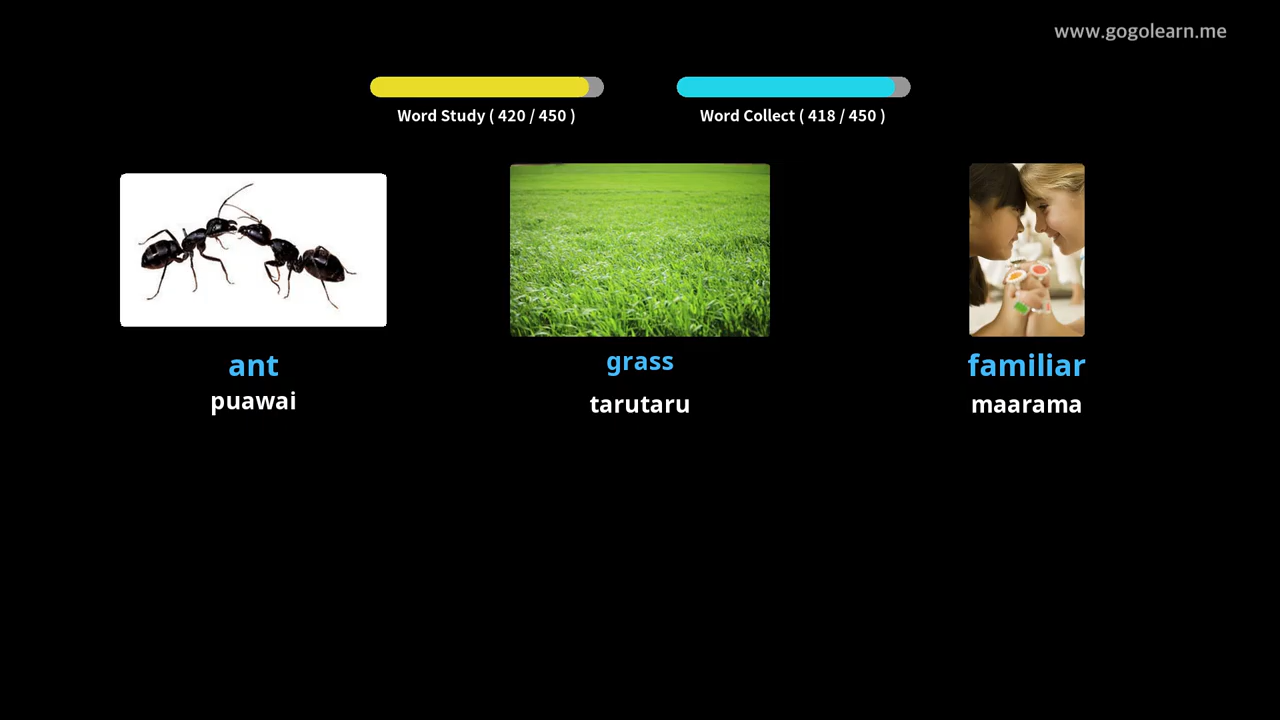 www.gogolearn.me
Word Study ( 420 / 450 )
Word Collect ( 418 / 450 )
ant
puawai
grass
tarutaru
familiar
maarama